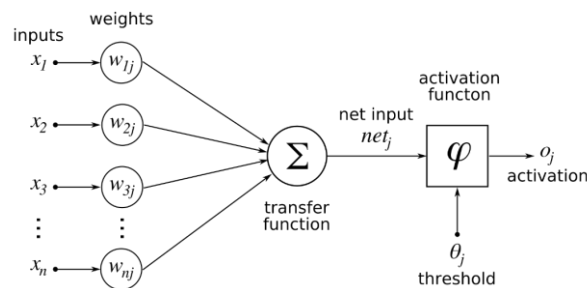 inputs
weights
x₁
w₁ⱼ
x₂
w₂ⱼ
x₃
w₃ⱼ
⋮
⋮
xₙ
wₙⱼ
Σ
transfer
function
net input
netⱼ
activation
functon
φ
oⱼ
activation
θⱼ
threshold